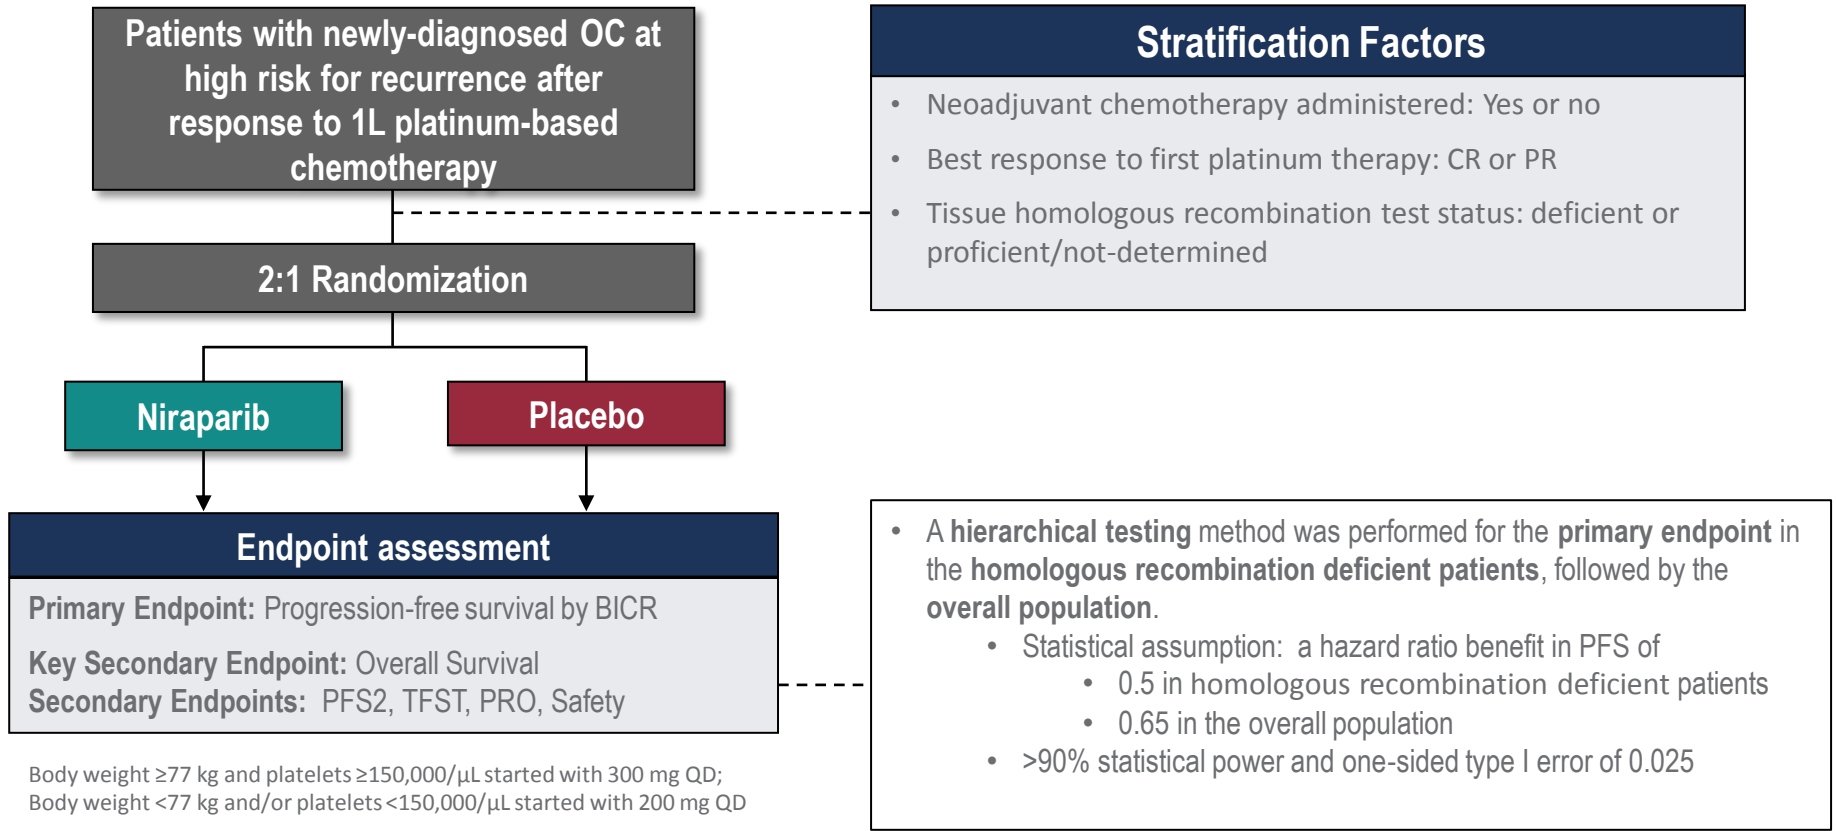 Patients with newly-diagnosed OC at
high risk for recurrence after
response to 1L platinum-based
chemotherapy
Stratification Factors
• Neoadjuvant chemotherapy administered: Yes or no
• Best response to first platinum therapy: CR or PR
• Tissue homologous recombination test status: deficient or
proficient/not-determined
2:1 Randomization
Niraparib
Placebo
Endpoint assessment
Primary Endpoint: Progression-free survival by BICR
Key Secondary Endpoint: Overall Survival
Secondary Endpoints: PFS2, TFST, PRO, Safety
• A hierarchical testing method was performed for the primary endpoint in
the homologous recombination deficient patients, followed by the
overall population.
• Statistical assumption: a hazard ratio benefit in PFS of
• 0.5 in homologous recombination deficient patients
• 0.65 in the overall population
• >90% statistical power and one-sided type I error of 0.025
Body weight ≥77 kg and platelets ≥150,000/µL started with 300 mg QD;
Body weight <77 kg and/or platelets <150,000/µL started with 200 mg QD